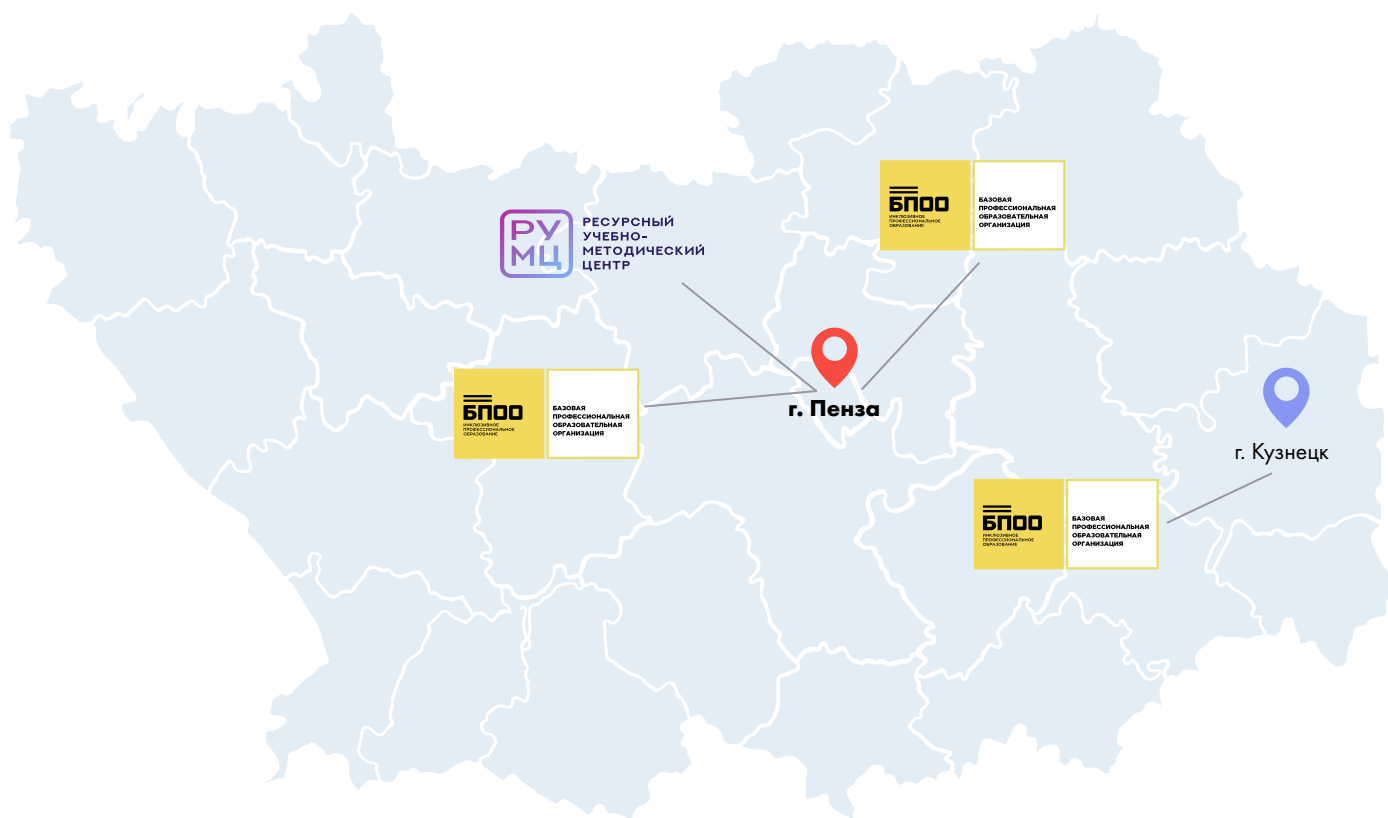 БПОО
ИНКЛЮЗИВНОЕ
ПРОФЕССИОНАЛЬНОЕ
ОБРАЗОВАНИЕ
БАЗОВАЯ
ПРОФЕССИОНАЛЬНАЯ
ОБРАЗОВАТЕЛЬНАЯ
ОРГАНИЗАЦИЯ
РУ
МЦ
РЕСУРСНЫЙ
УЧЕБНО-
МЕТОДИЧЕСКИЙ
ЦЕНТР
БПОО
ИНКЛЮЗИВНОЕ
ПРОФЕССИОНАЛЬНОЕ
ОБРАЗОВАНИЕ
БАЗОВАЯ
ПРОФЕССИОНАЛЬНАЯ
ОБРАЗОВАТЕЛЬНАЯ
ОРГАНИЗАЦИЯ
г. Пенза
г. Кузнецк
БПОО
ИНКЛЮЗИВНОЕ
ПРОФЕССИОНАЛЬНОЕ
ОБРАЗОВАНИЕ
БАЗОВАЯ
ПРОФЕССИОНАЛЬНАЯ
ОБРАЗОВАТЕЛЬНАЯ
ОРГАНИЗАЦИЯ